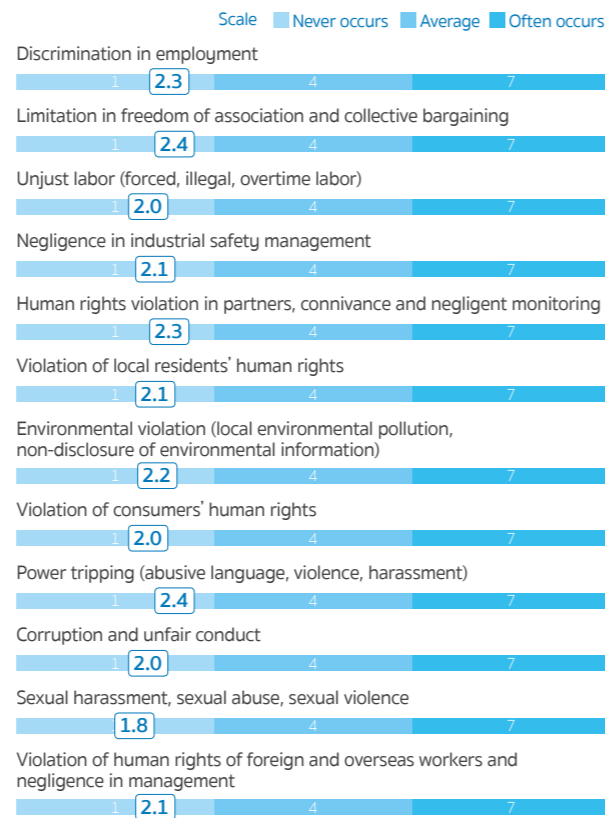 Scale Never occurs Average Often occurs
Discrimination in employment
1 2.3 4 7
Limitation in freedom of association and collective bargaining
1 2.4 4 7
Unjust labor (forced, illegal, overtime labor)
1 2.0 4 7
Negligence in industrial safety management
1 2.1 4 7
Human rights violation in partners, connivance and negligent monitoring
1 2.3 4 7
Violation of local residents' human rights
1 2.1 4 7
Environmental violation (local environmental pollution,
non-disclosure of environmental information)
1 2.2 4 7
Violation of consumers' human rights
1 2.0 4 7
Power tripping (abusive language, violence, harassment)
1 2.4 4 7
Corruption and unfair conduct
1 2.0 4 7
Sexual harassment, sexual abuse, sexual violence
1.8 4 7
Violation of human rights of foreign and overseas workers and
negligence in management
1 2.1 4 7